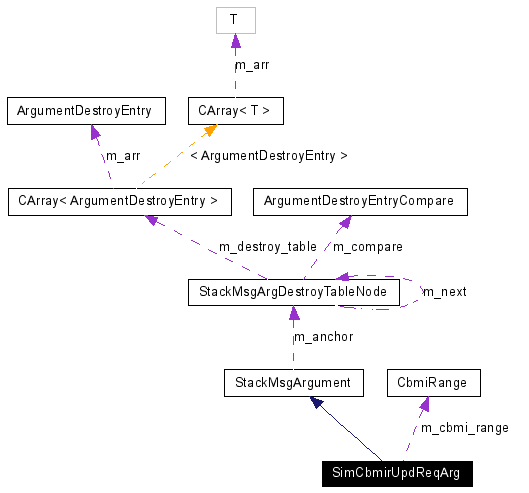 T
m_arr
ArgumentDestroyEntry
CArray< T >
m_arr
< ArgumentDestroyEntry >
CArray< ArgumentDestroyEntry >
ArgumentDestroyEntryCompare
m_destroy_table
m_compare
StackMsgArgDestroyTableNode
m_next
m_anchor
StackMsgArgument
CbmiRange
m_cbmi_range
SimCbmirUpdReqArg